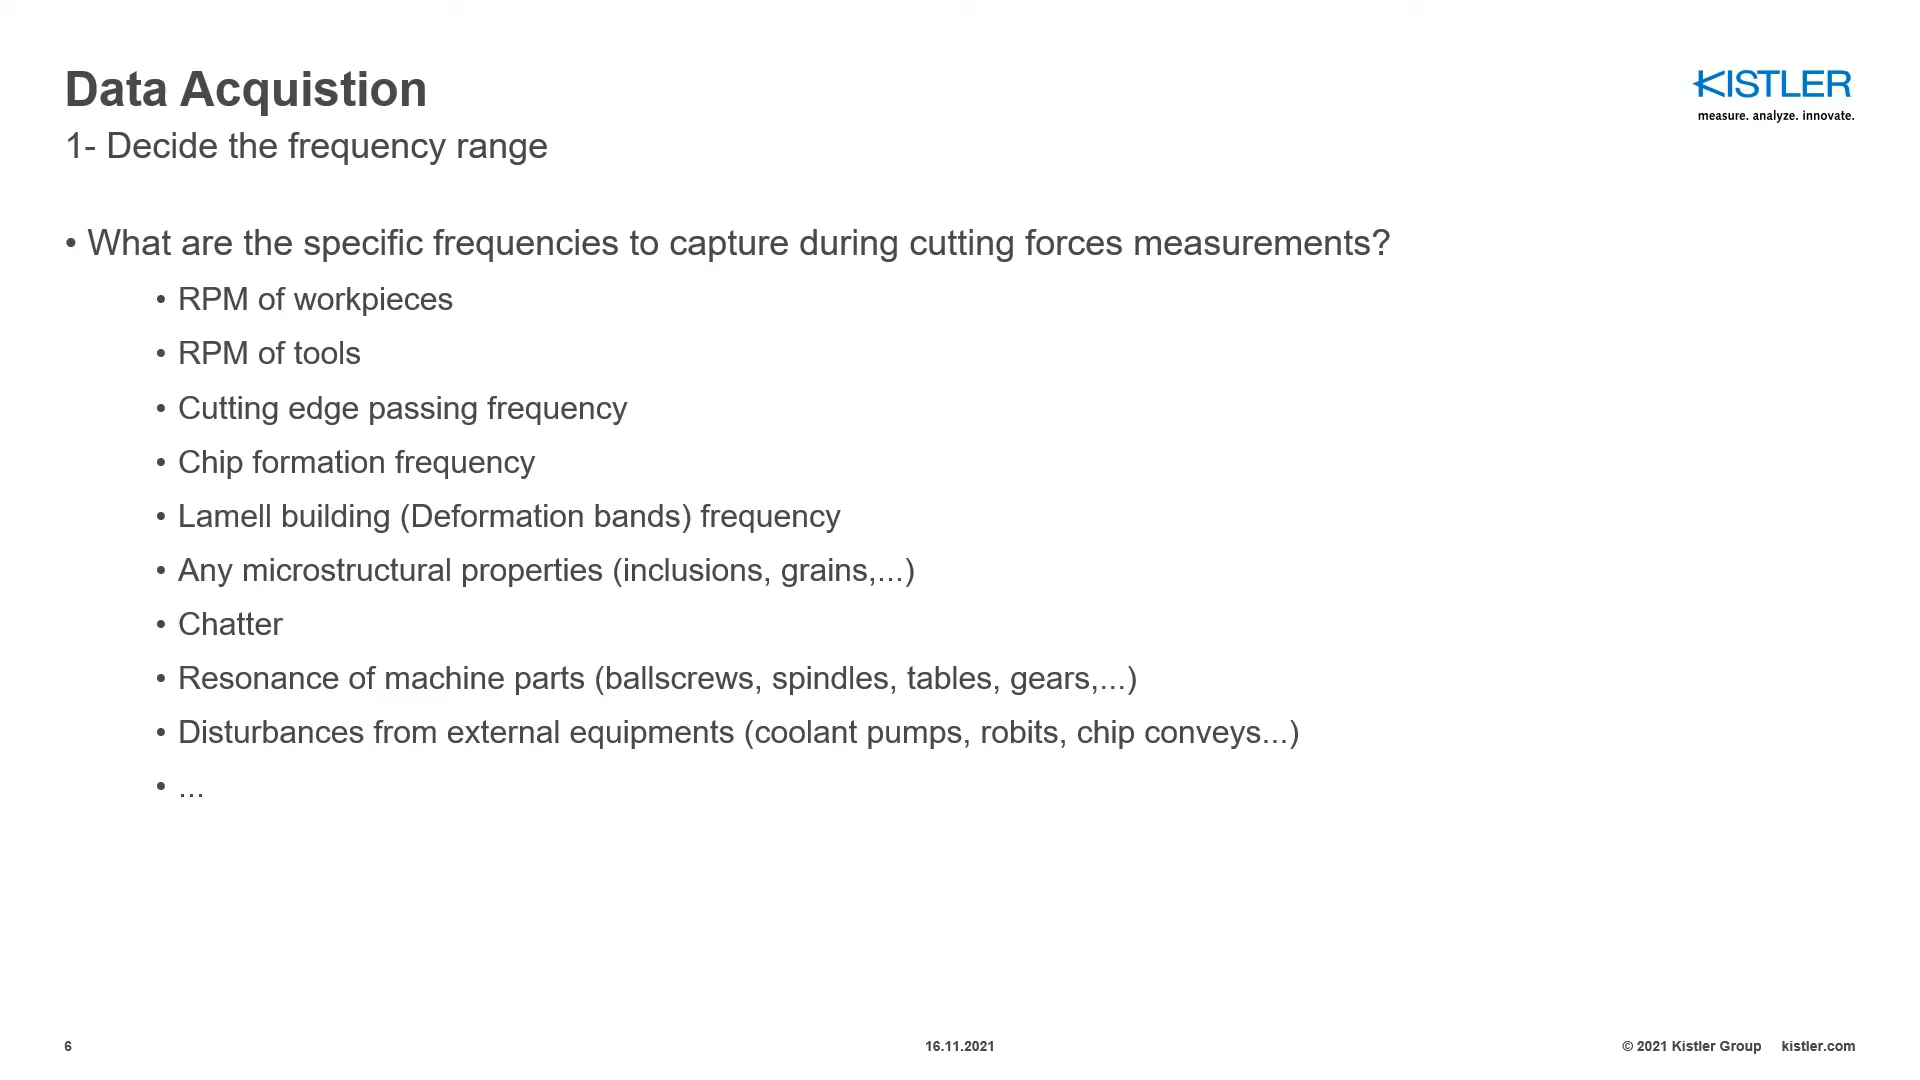 Data Acquistion
KISTLER
measure. analyze. innovate.
1- Decide the frequency range
• What are the specific frequencies to capture during cutting forces measurements?
• RPM of workpieces
• RPM of tools
• Cutting edge passing frequency
• Chip formation frequency
• Lamell building (Deformation bands) frequency
• Any microstructural properties (inclusions, grains,...)
• Chatter
• Resonance of machine parts (ballscrews, spindles, tables, gears,...)
• Disturbances from external equipments (coolant pumps, robits, chip conveys...)
• ...
6 16.11.2021 © 2021 Kistler Group kistler.com